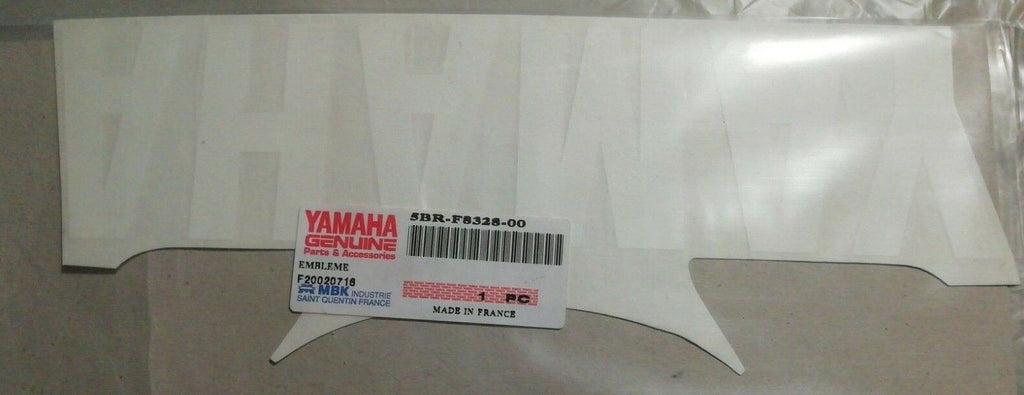 YAMAHA
GENUINE
Parts & Accessories
5BR-F8328-00
EMBLEME
F20020716
MBK INDUSTRIE
SAINT QUENTIN FRANCE
1 PC
MADE IN FRANCE
YAMAHA